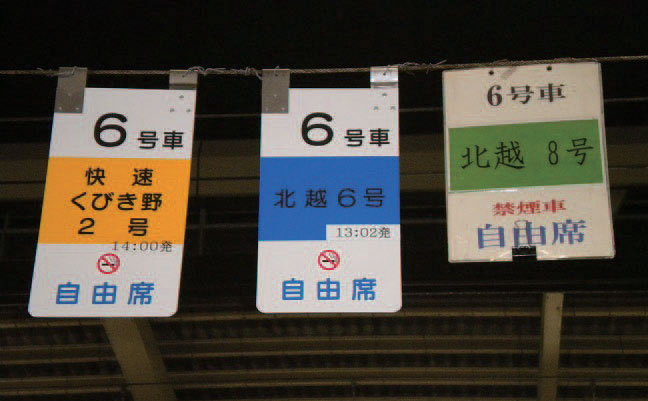 6号車
快速
くびき野
2号
14:00発
自由席
6号車
北越6号
13:02発
自由席
6号車
北越 8号
禁煙車
自由席